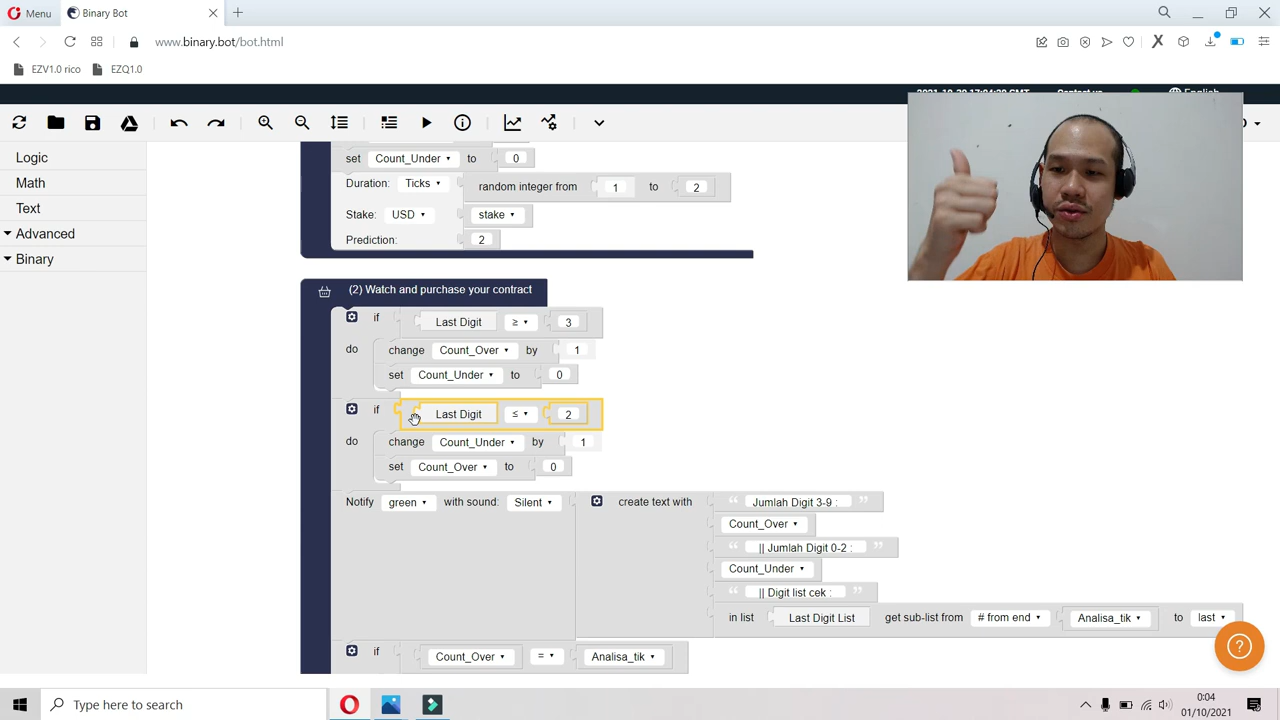 Menu
Binary Bot
www.binary.bot/bot.html
EZV1.0 rico
EZQ1.0
English
set Count_Under to 0
Logic
Math
Text
Advanced
Binary
Duration: Ticks random integer from 1 to 2
Stake: USD stake
Prediction: 2
(2) Watch and purchase your contract
if Last Digit ≥ 3
do change Count_Over by 1
set Count_Under to 0
if Last Digit ≤ 2
do change Count_Under by 1
set Count_Over to 0
Notify green with sound: Silent create text with “ Jumlah Digit 3-9 : ”
Count_Over
“ || Jumlah Digit 0-2 : ”
Count_Under
“ || Digit list cek : ”
in list Last Digit List get sub-list from # from end Analisa_tik to last
if Count_Over = Analisa_tik
Type here to search
0:04
01/10/2021